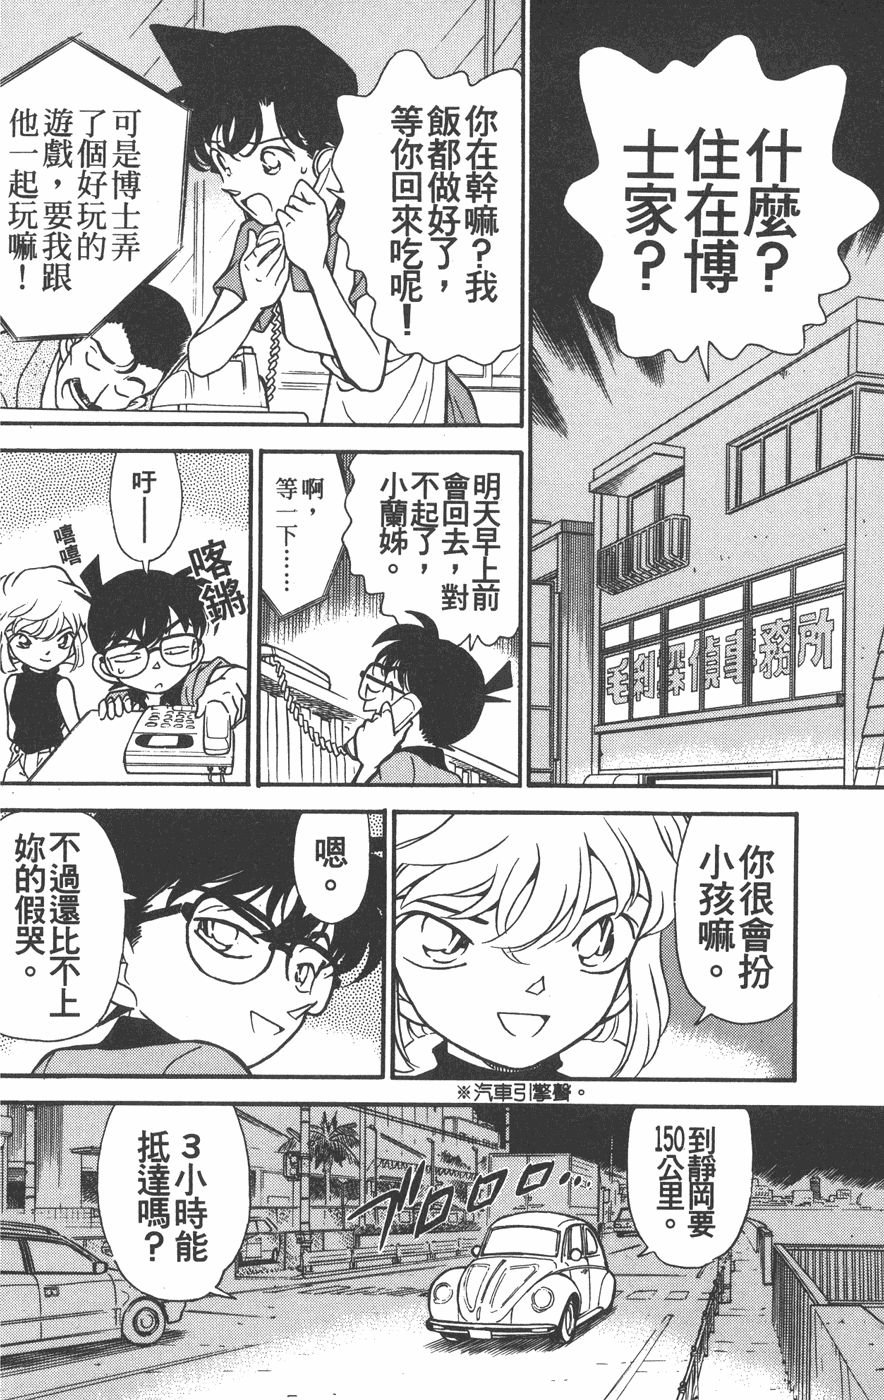 什麼?
住在博
士家?
毛利探偵事務所
你在幹嘛?我
飯都做好了,
等你回來吃呢!
可是博士弄
了個好玩的
遊戲,要我跟
他一起玩嘛!
明天早上前
會回去,對
不起了,
小蘭姊。
啊,
等一下……
喀鏘
吁—
嘻嘻
你很會扮
小孩嘛。
嗯。
不過還比不上
妳的假哭。
※汽車引擎聲。
到靜岡要
150公里。
ブロロロ…
3小時能
抵達嗎?